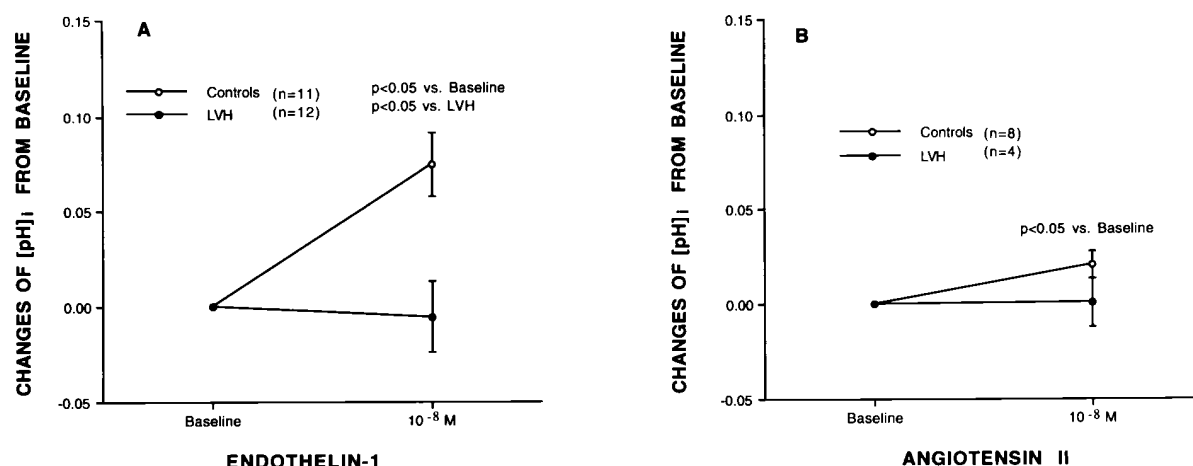 A
CHANGES OF [pH]i FROM BASELINE
0.15
0.10
0.05
0.00
-0.05
Controls (n=11)
LVH (n=12)
p<0.05 vs. Baseline
p<0.05 vs. LVH
Baseline
10-8 M
ENDOTHELIN-1
B
CHANGES OF [pH]i FROM BASELINE
0.15
0.10
0.05
0.00
-0.05
Controls (n=8)
LVH (n=4)
p<0.05 vs. Baseline
Baseline
10-8 M
ANGIOTENSIN II